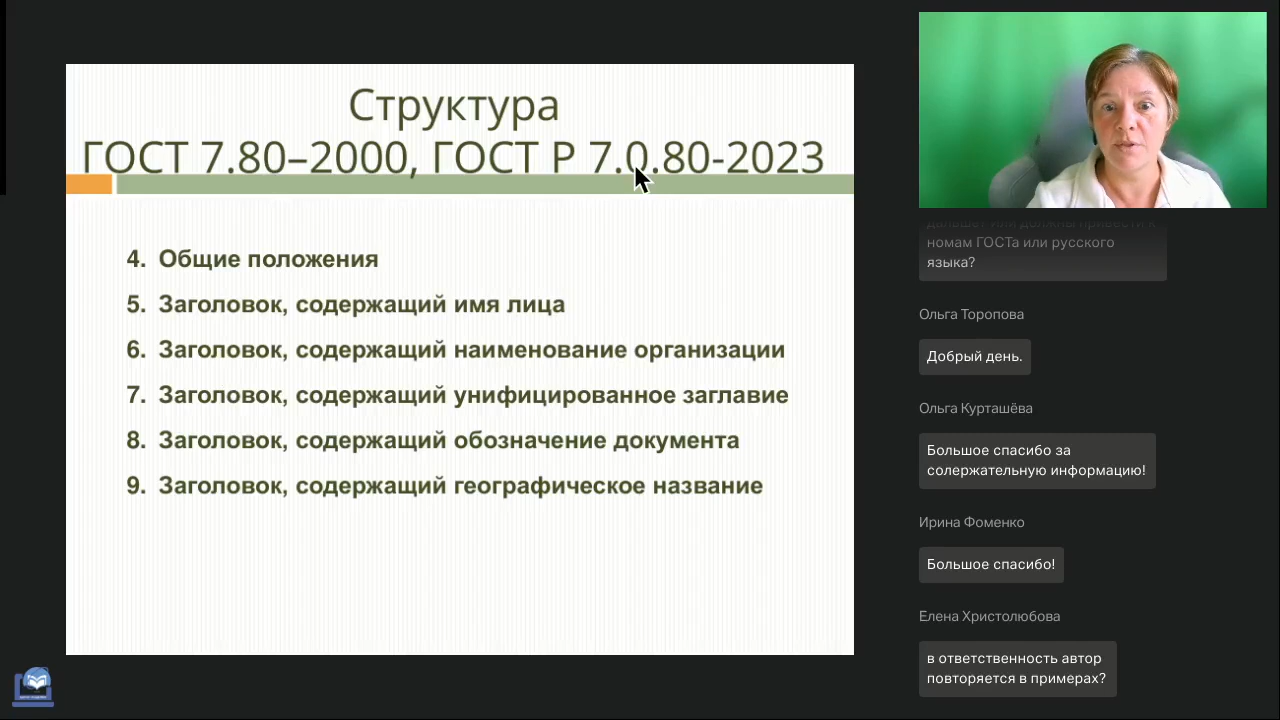 Структура
ГОСТ 7.80–2000, ГОСТ Р 7.0.80-2023
4. Общие положения
5. Заголовок, содержащий имя лица
6. Заголовок, содержащий наименование организации
7. Заголовок, содержащий унифицированное заглавие
8. Заголовок, содержащий обозначение документа
9. Заголовок, содержащий географическое название
номам ГОСТа или русского
языка?
Ольга Торопова
Добрый день.
Ольга Курташёва
Большое спасибо за
солержательную информацию!
Ирина Фоменко
Большое спасибо!
Елена Христолюбова
в ответственность автор
повторяется в примерах?